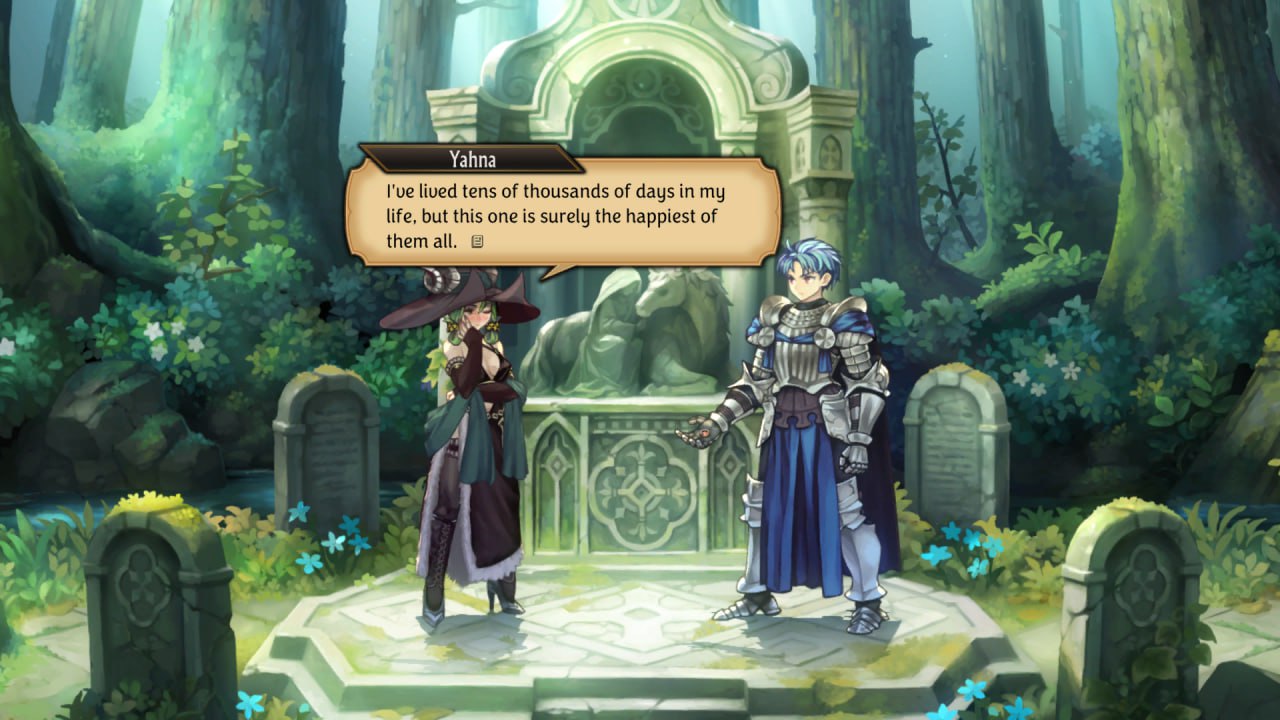 Yahna
I've lived tens of thousands of days in my
life, but this one is surely the happiest of
them all.